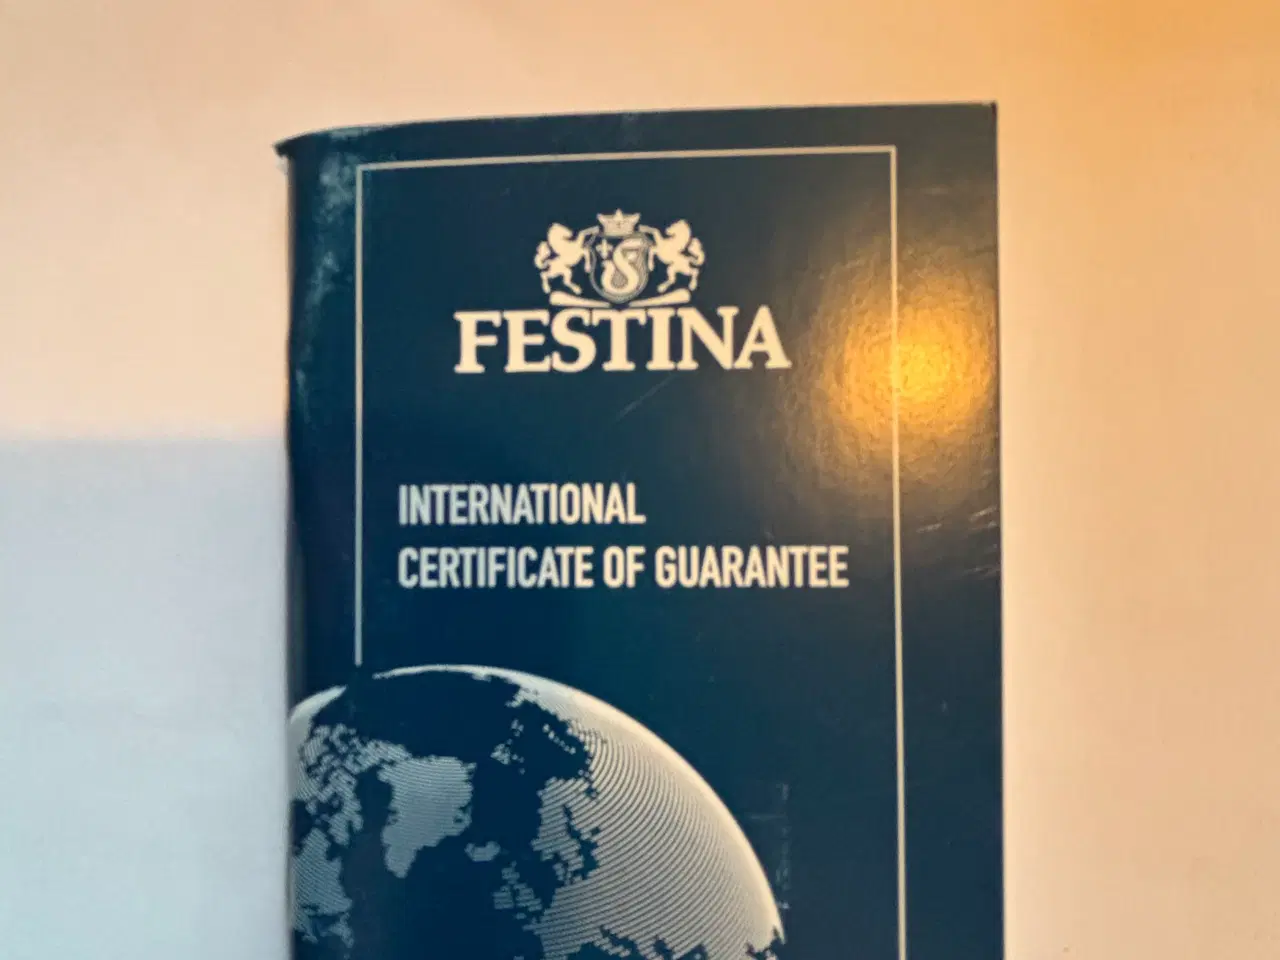 FESTINA
INTERNATIONAL
CERTIFICATE OF GUARANTEE